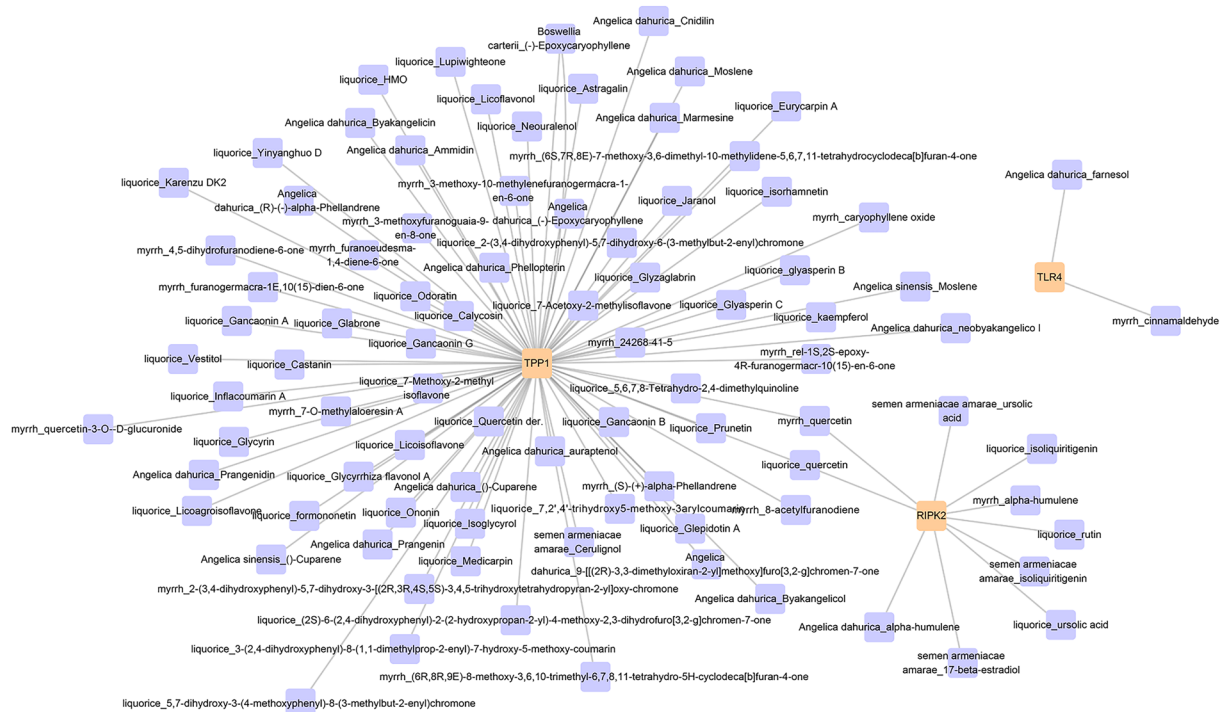 Angelica dahurica_Cnidilin
Boswellia
carterii_(-)-Epoxycaryophyllene
liquorice_Lupiwighteone
liquorice_HMO
Angelica dahurica_Moslene
liquorice_Astragalin
liquorice_Licoflavonol
liquorice_Eurycarpin A
Angelica dahurica_Byakangelicin
liquorice_Neouralenol
Angelica dahurica_Marmesine
liquorice_Yinyanghuo D
Angelica dahurica_Ammidin
myrrh_(6S,7R,8E)-7-methoxy-3,6-dimethyl-10-methylidene-5,6,7,11-tetrahydrocyclodeca[b]furan-4-one
Angelica dahurica_farnesol
liquorice_Karenzu DK2
myrrh_3-methoxy-10-methylenefuranogermacra-1-
en-6-one
liquorice_isorhamnetin
Angelica
dahurica_(R)-(-)-alpha-Phellandrene
liquorice_Jaranol
Angelica
dahurica_(-)-Epoxycaryophyllene
myrrh_3-methoxyfuranoguaia-9-
en-8-one
myrrh_caryophyllene oxide
myrrh_4,5-dihydrofuranodiene-6-one
myrrh_furanoeudesma-
1,4-diene-6-one
liquorice_2-(3,4-dihydroxyphenyl)-5,7-dihydroxy-6-(3-methylbut-2-enyl)chromone
Angelica dahurica_Phellopterin
liquorice_Glyzaglabrin
liquorice_glyasperin B
TLR4
myrrh_furanogermacra-1E,10(15)-dien-6-one
liquorice_Odoratin
Angelica sinensis_Moslene
liquorice_7-Acetoxy-2-methylisoflavone
liquorice_Glyasperin C
liquorice_Gancaonin A
liquorice_Glabrone
liquorice_Calycosin
liquorice_kaempferol
myrrh_cinnamaldehyde
Angelica dahurica_neobyakangelico l
liquorice_Gancaonin G
myrrh_24268-41-5
liquorice_Vestitol
liquorice_Castanin
TPP1
myrrh_rel-1S,2S-epoxy-
4R-furanogermacr-10(15)-en-6-one
liquorice_7-Methoxy-2-methyl
isoflavone
liquorice_5,6,7,8-Tetrahydro-2,4-dimethylquinoline
liquorice_Inflacoumarin A
myrrh_7-O-methylaloeresin A
semen armeniacae amarae_ursolic
acid
myrrh_quercetin-3-O--D-glucuronide
liquorice_Quercetin der.
liquorice_Gancaonin B
myrrh_quercetin
liquorice_Glycyrin
liquorice_Licoisoflavone
liquorice_Prunetin
liquorice_isoliquiritigenin
Angelica dahurica_auraptenol
Angelica dahurica_Prangenidin
liquorice_Glycyrrhiza flavonol A
liquorice_quercetin
Angelica dahurica_()-Cuparene
myrrh_(S)-(+)-alpha-Phellandrene
myrrh_alpha-humulene
liquorice_Licoagroisoflavone
liquorice_formononetin
liquorice_Ononin
liquorice_7,2',4'-trihydroxy5-methoxy-3arylcoumarin
myrrh_8-acetylfuranodiene
RIPK2
liquorice_Isoglycyrol
liquorice_Glepidotin A
liquorice_rutin
Angelica dahurica_Prangenin
semen armeniacae
amarae_Cerulignol
Angelica sinensis_()-Cuparene
liquorice_Medicarpin
Angelica
dahurica_9-[[(2R)-3,3-dimethyloxiran-2-yl]methoxy]furo[3,2-g]chromen-7-one
semen armeniacae
amarae_isoliquiritigenin
myrrh_2-(3,4-dihydroxyphenyl)-5,7-dihydroxy-3-[(2R,3R,4S,5S)-3,4,5-trihydroxytetrahydropyran-2-yl]oxy-chromone
Angelica dahurica_Byakangelicol
liquorice_(2S)-6-(2,4-dihydroxyphenyl)-2-(2-hydroxypropan-2-yl)-4-methoxy-2,3-dihydrofuro[3,2-g]chromen-7-one
Angelica dahurica_alpha-humulene
liquorice_ursolic acid
liquorice_3-(2,4-dihydroxyphenyl)-8-(1,1-dimethylprop-2-enyl)-7-hydroxy-5-methoxy-coumarin
semen armeniacae
amarae_17-beta-estradiol
myrrh_(6R,8R,9E)-8-methoxy-3,6,10-trimethyl-6,7,8,11-tetrahydro-5H-cyclodeca[b]furan-4-one
liquorice_5,7-dihydroxy-3-(4-methoxyphenyl)-8-(3-methylbut-2-enyl)chromone